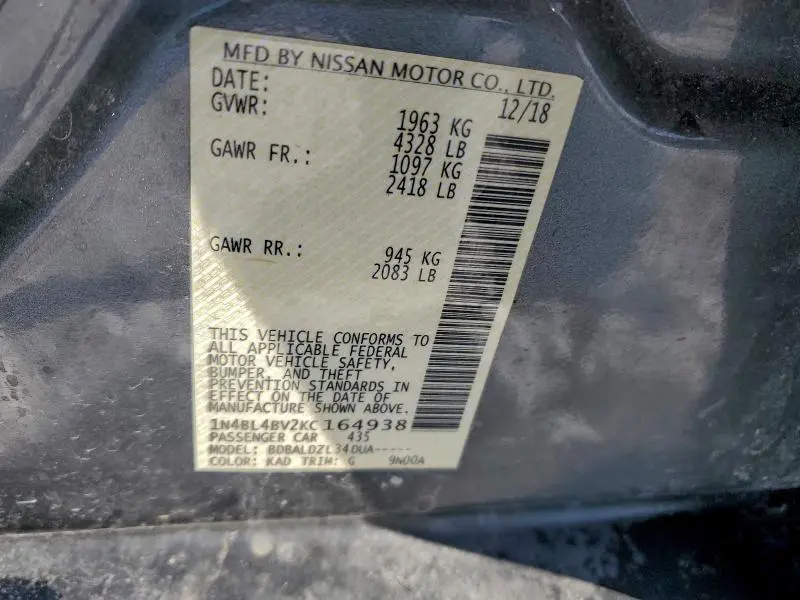 MFD BY NISSAN MOTOR CO., LTD.
DATE: 12/18
GVWR: 1963 KG
4328 LB
GAWR FR.: 1097 KG
2418 LB
GAWR RR.: 945 KG
2083 LB
THIS VEHICLE CONFORMS TO
ALL APPLICABLE FEDERAL
MOTOR VEHICLE SAFETY,
BUMPER, AND THEFT
PREVENTION STANDARDS IN
EFFECT ON THE DATE OF
MANUFACTURE SHOWN ABOVE.
1N4BL4BV2KC164938
PASSENGER CAR 435
MODEL: BDBALDZL34DUA-----
COLOR: KAD TRIM: G 9N00A